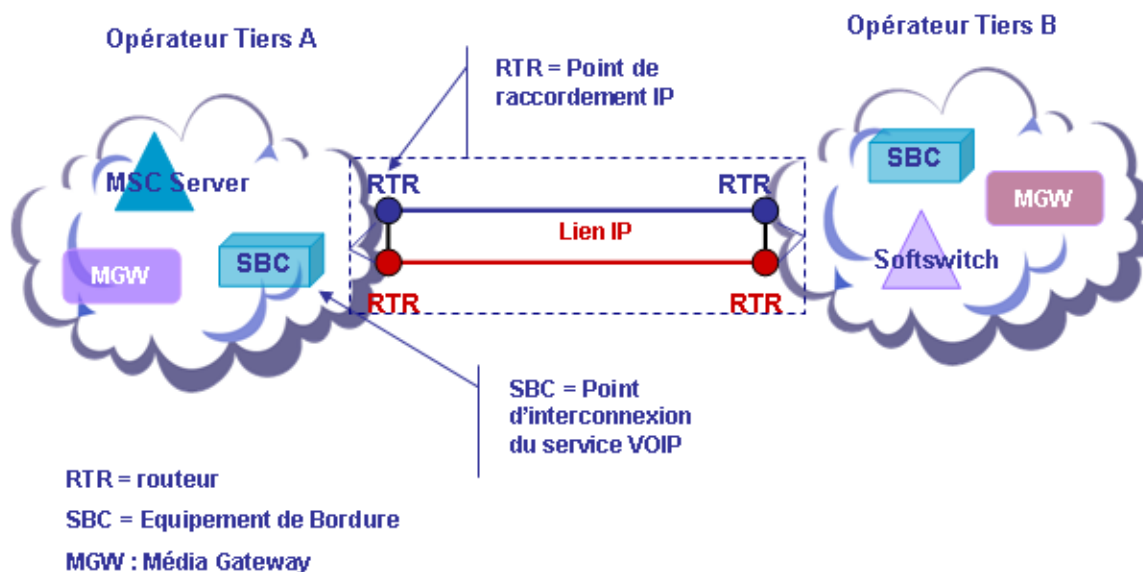 Opérateur Tiers A
Opérateur Tiers B
RTR = Point de
raccordement IP
MSC Server
MGW
SBC
RTR
RTR
Lien IP
RTR
RTR
SBC
MGW
Softswitch
SBC = Point
d'interconnexion
du service VOIP
RTR = routeur
SBC = Equipement de Bordure
MGW : Média Gateway